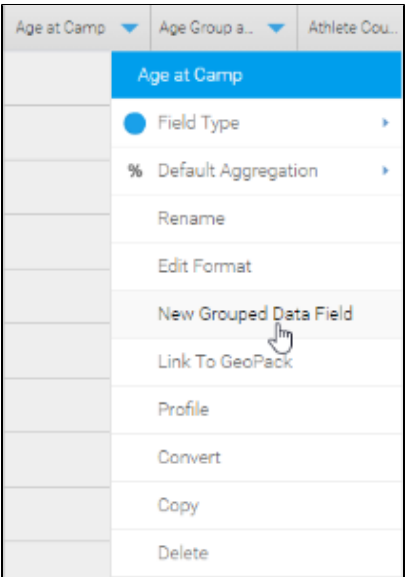 Age at Camp Age Group a... Athlete Cou...
Age at Camp
Field Type
% Default Aggregation
Rename
Edit Format
New Grouped Data Field
Link To GeoPack
Profile
Convert
Copy
Delete